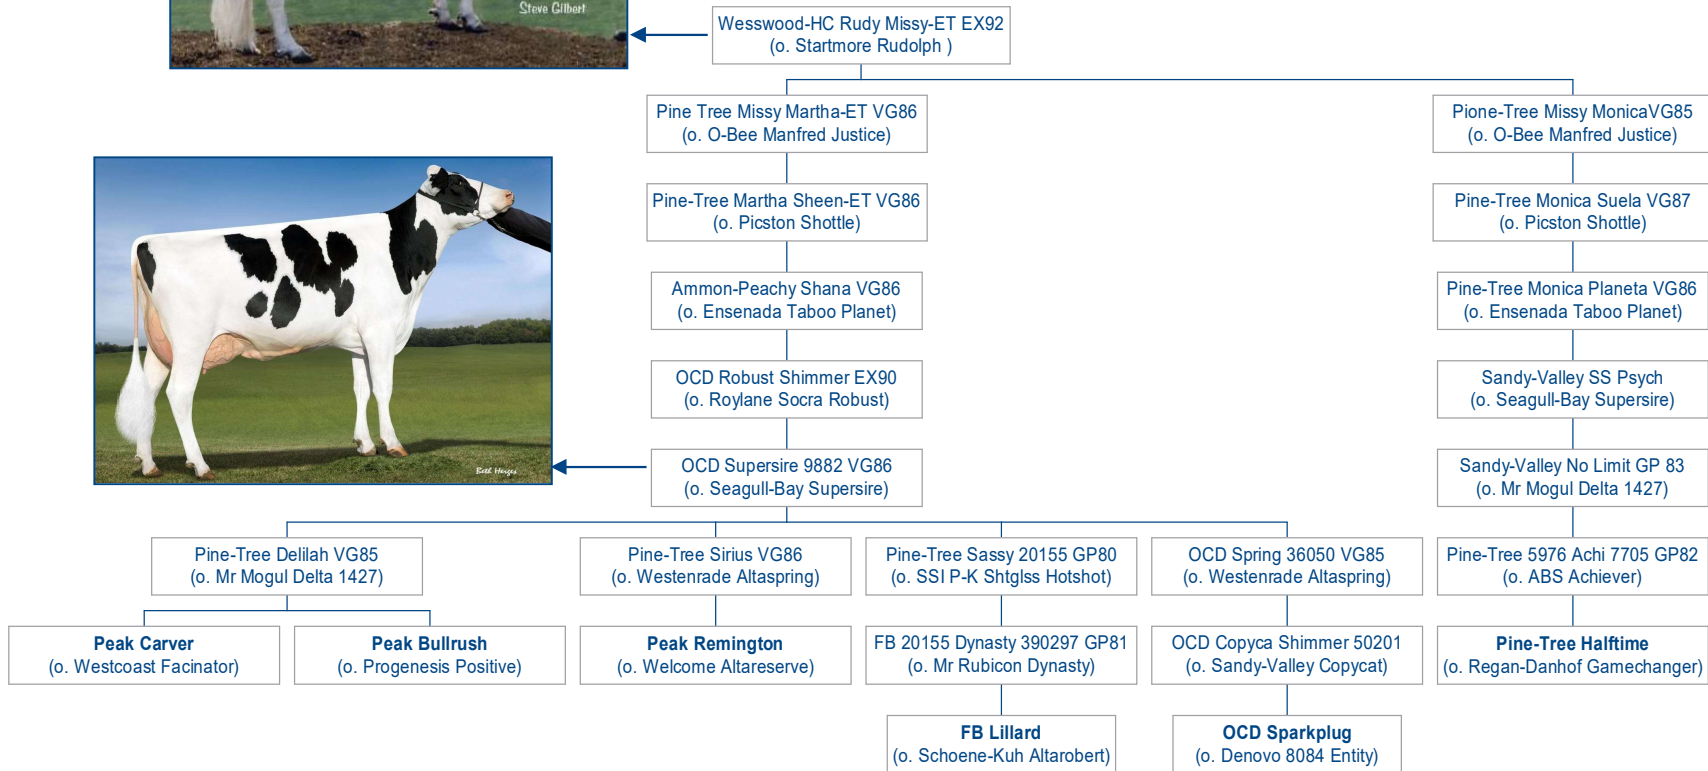 Steve Gilbert
Wesswood-HC Rudy Missy-ET EX92
(o. Startmore Rudolph )
Pine Tree Missy Martha-ET VG86
(o. O-Bee Manfred Justice)
Pione-Tree Missy MonicaVG85
(o. O-Bee Manfred Justice)
Pine-Tree Martha Sheen-ET VG86
(o. Picston Shottle)
Pine-Tree Monica Suela VG87
(o. Picston Shottle)
Ammon-Peachy Shana VG86
(o. Ensenada Taboo Planet)
Pine-Tree Monica Planeta VG86
(o. Ensenada Taboo Planet)
OCD Robust Shimmer EX90
(o. Roylane Socra Robust)
Sandy-Valley SS Psych
(o. Seagull-Bay Supersire)
Beth Herges
OCD Supersire 9882 VG86
(o. Seagull-Bay Supersire)
Sandy-Valley No Limit GP 83
(o. Mr Mogul Delta 1427)
Pine-Tree Delilah VG85
(o. Mr Mogul Delta 1427)
Pine-Tree Sirius VG86
(o. Westenrade Altaspring)
Pine-Tree Sassy 20155 GP80
(o. SSI P-K Shtglss Hotshot)
OCD Spring 36050 VG85
(o. Westenrade Altaspring)
Pine-Tree 5976 Achi 7705 GP82
(o. ABS Achiever)
Peak Carver
(o. Westcoast Facinator)
Peak Bullrush
(o. Progenesis Positive)
Peak Remington
(o. Welcome Altareserve)
FB 20155 Dynasty 390297 GP81
(o. Mr Rubicon Dynasty)
OCD Copyca Shimmer 50201
(o. Sandy-Valley Copycat)
Pine-Tree Halftime
(o. Regan-Danhof Gamechanger)
FB Lillard
(o. Schoene-Kuh Altarobert)
OCD Sparkplug
(o. Denovo 8084 Entity)